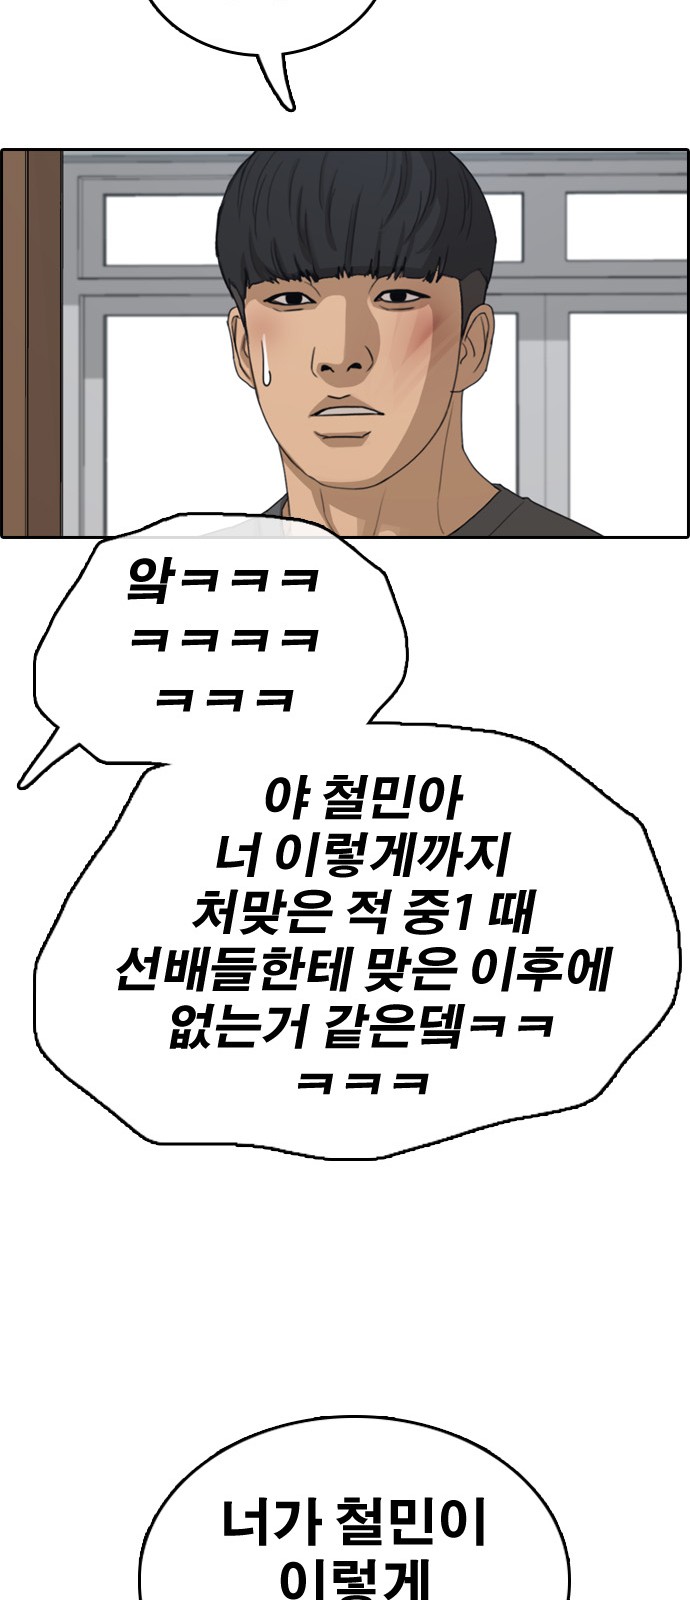 앜ㅋㅋㅋ
ㅋㅋㅋㅋ
ㅋㅋㅋ
야 철민아
너 이렇게까지
처맞은 적 중1 때
선배들한테 맞은 이후에
없는거 같은뎈ㅋㅋ
ㅋㅋㅋ
너가 철민이
이렇게